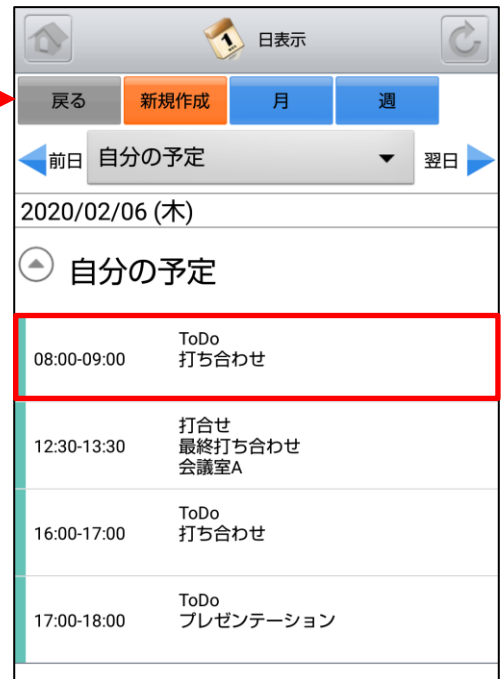 1
日表示
戻る 新規作成 月 週
前日 自分の予定 翌日
2020/02/06 (木)
自分の予定
08:00-09:00
ToDo
打ち合わせ
12:30-13:30
打合せ
最終打ち合わせ
会議室A
16:00-17:00
ToDo
打ち合わせ
17:00-18:00
ToDo
プレゼンテーション